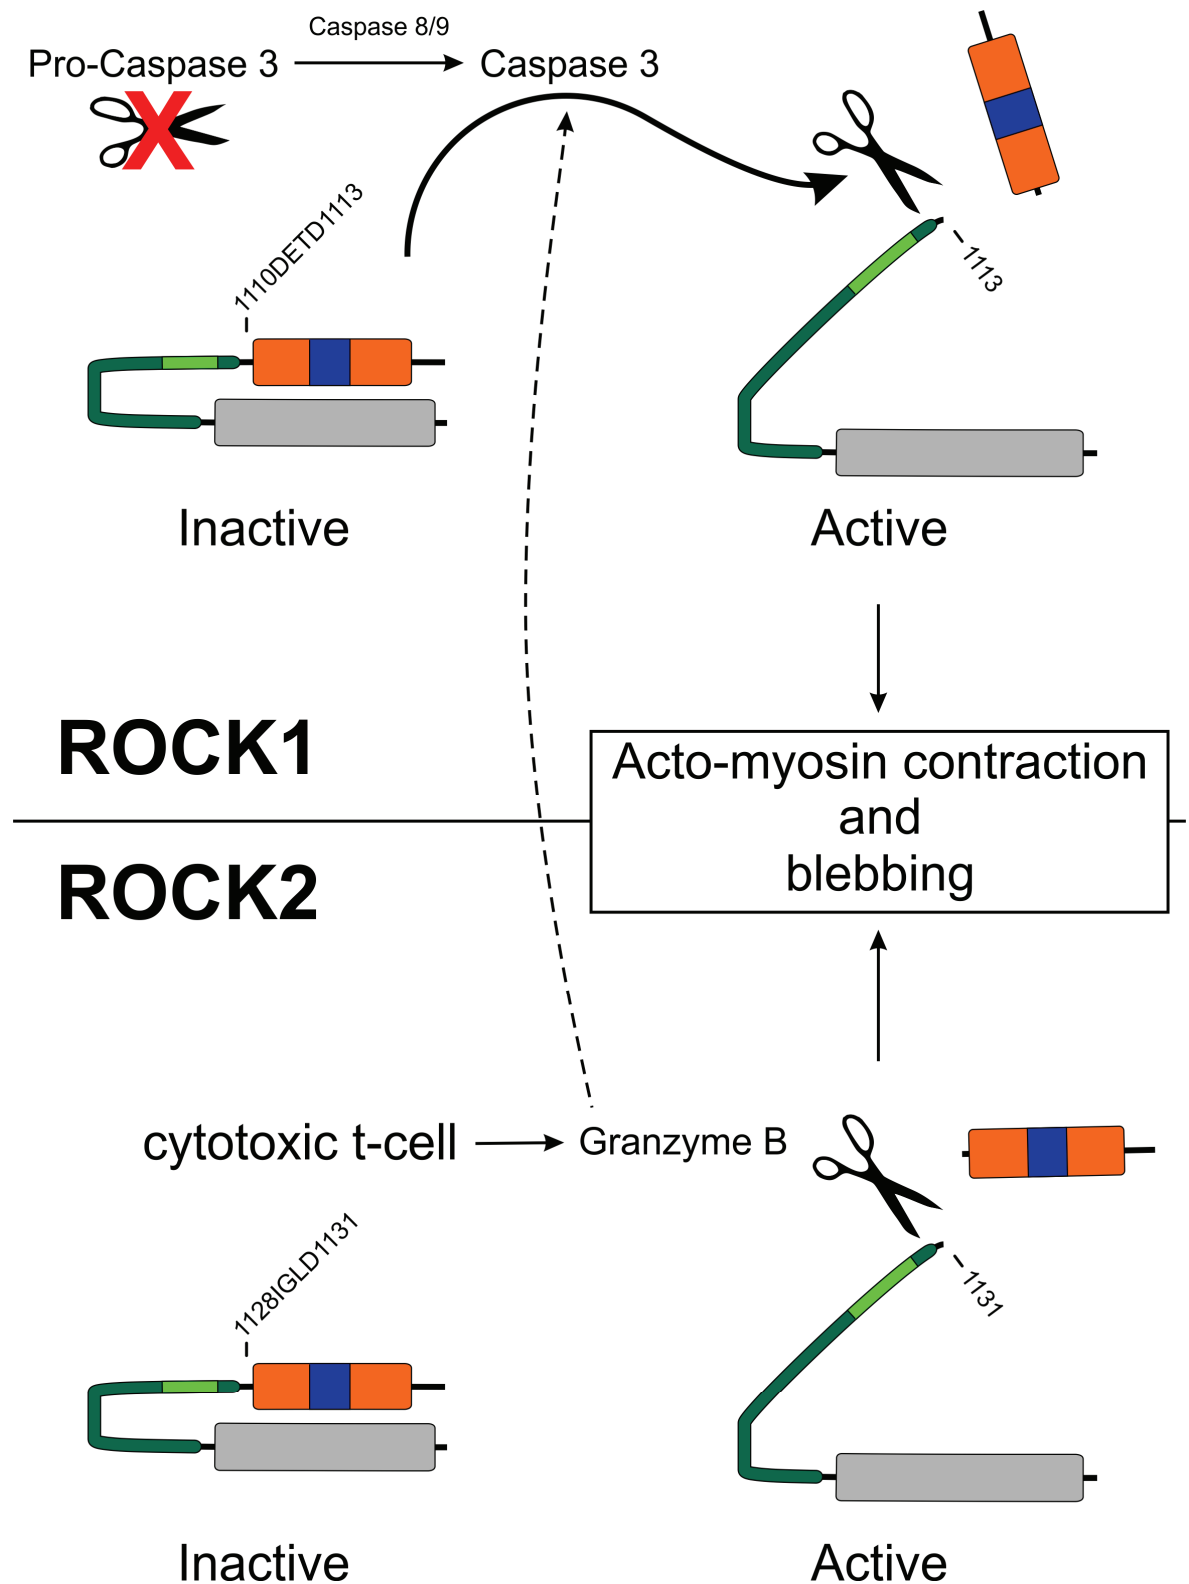 Caspase 8/9
Pro-Caspase 3
Caspase 3
X
1110DETD1113
1113
Inactive
Active
ROCK1
Acto-myosin contraction
and
blebbing
ROCK2
cytotoxic t-cell
Granzyme B
1128IGLD1131
1131
Inactive
Active